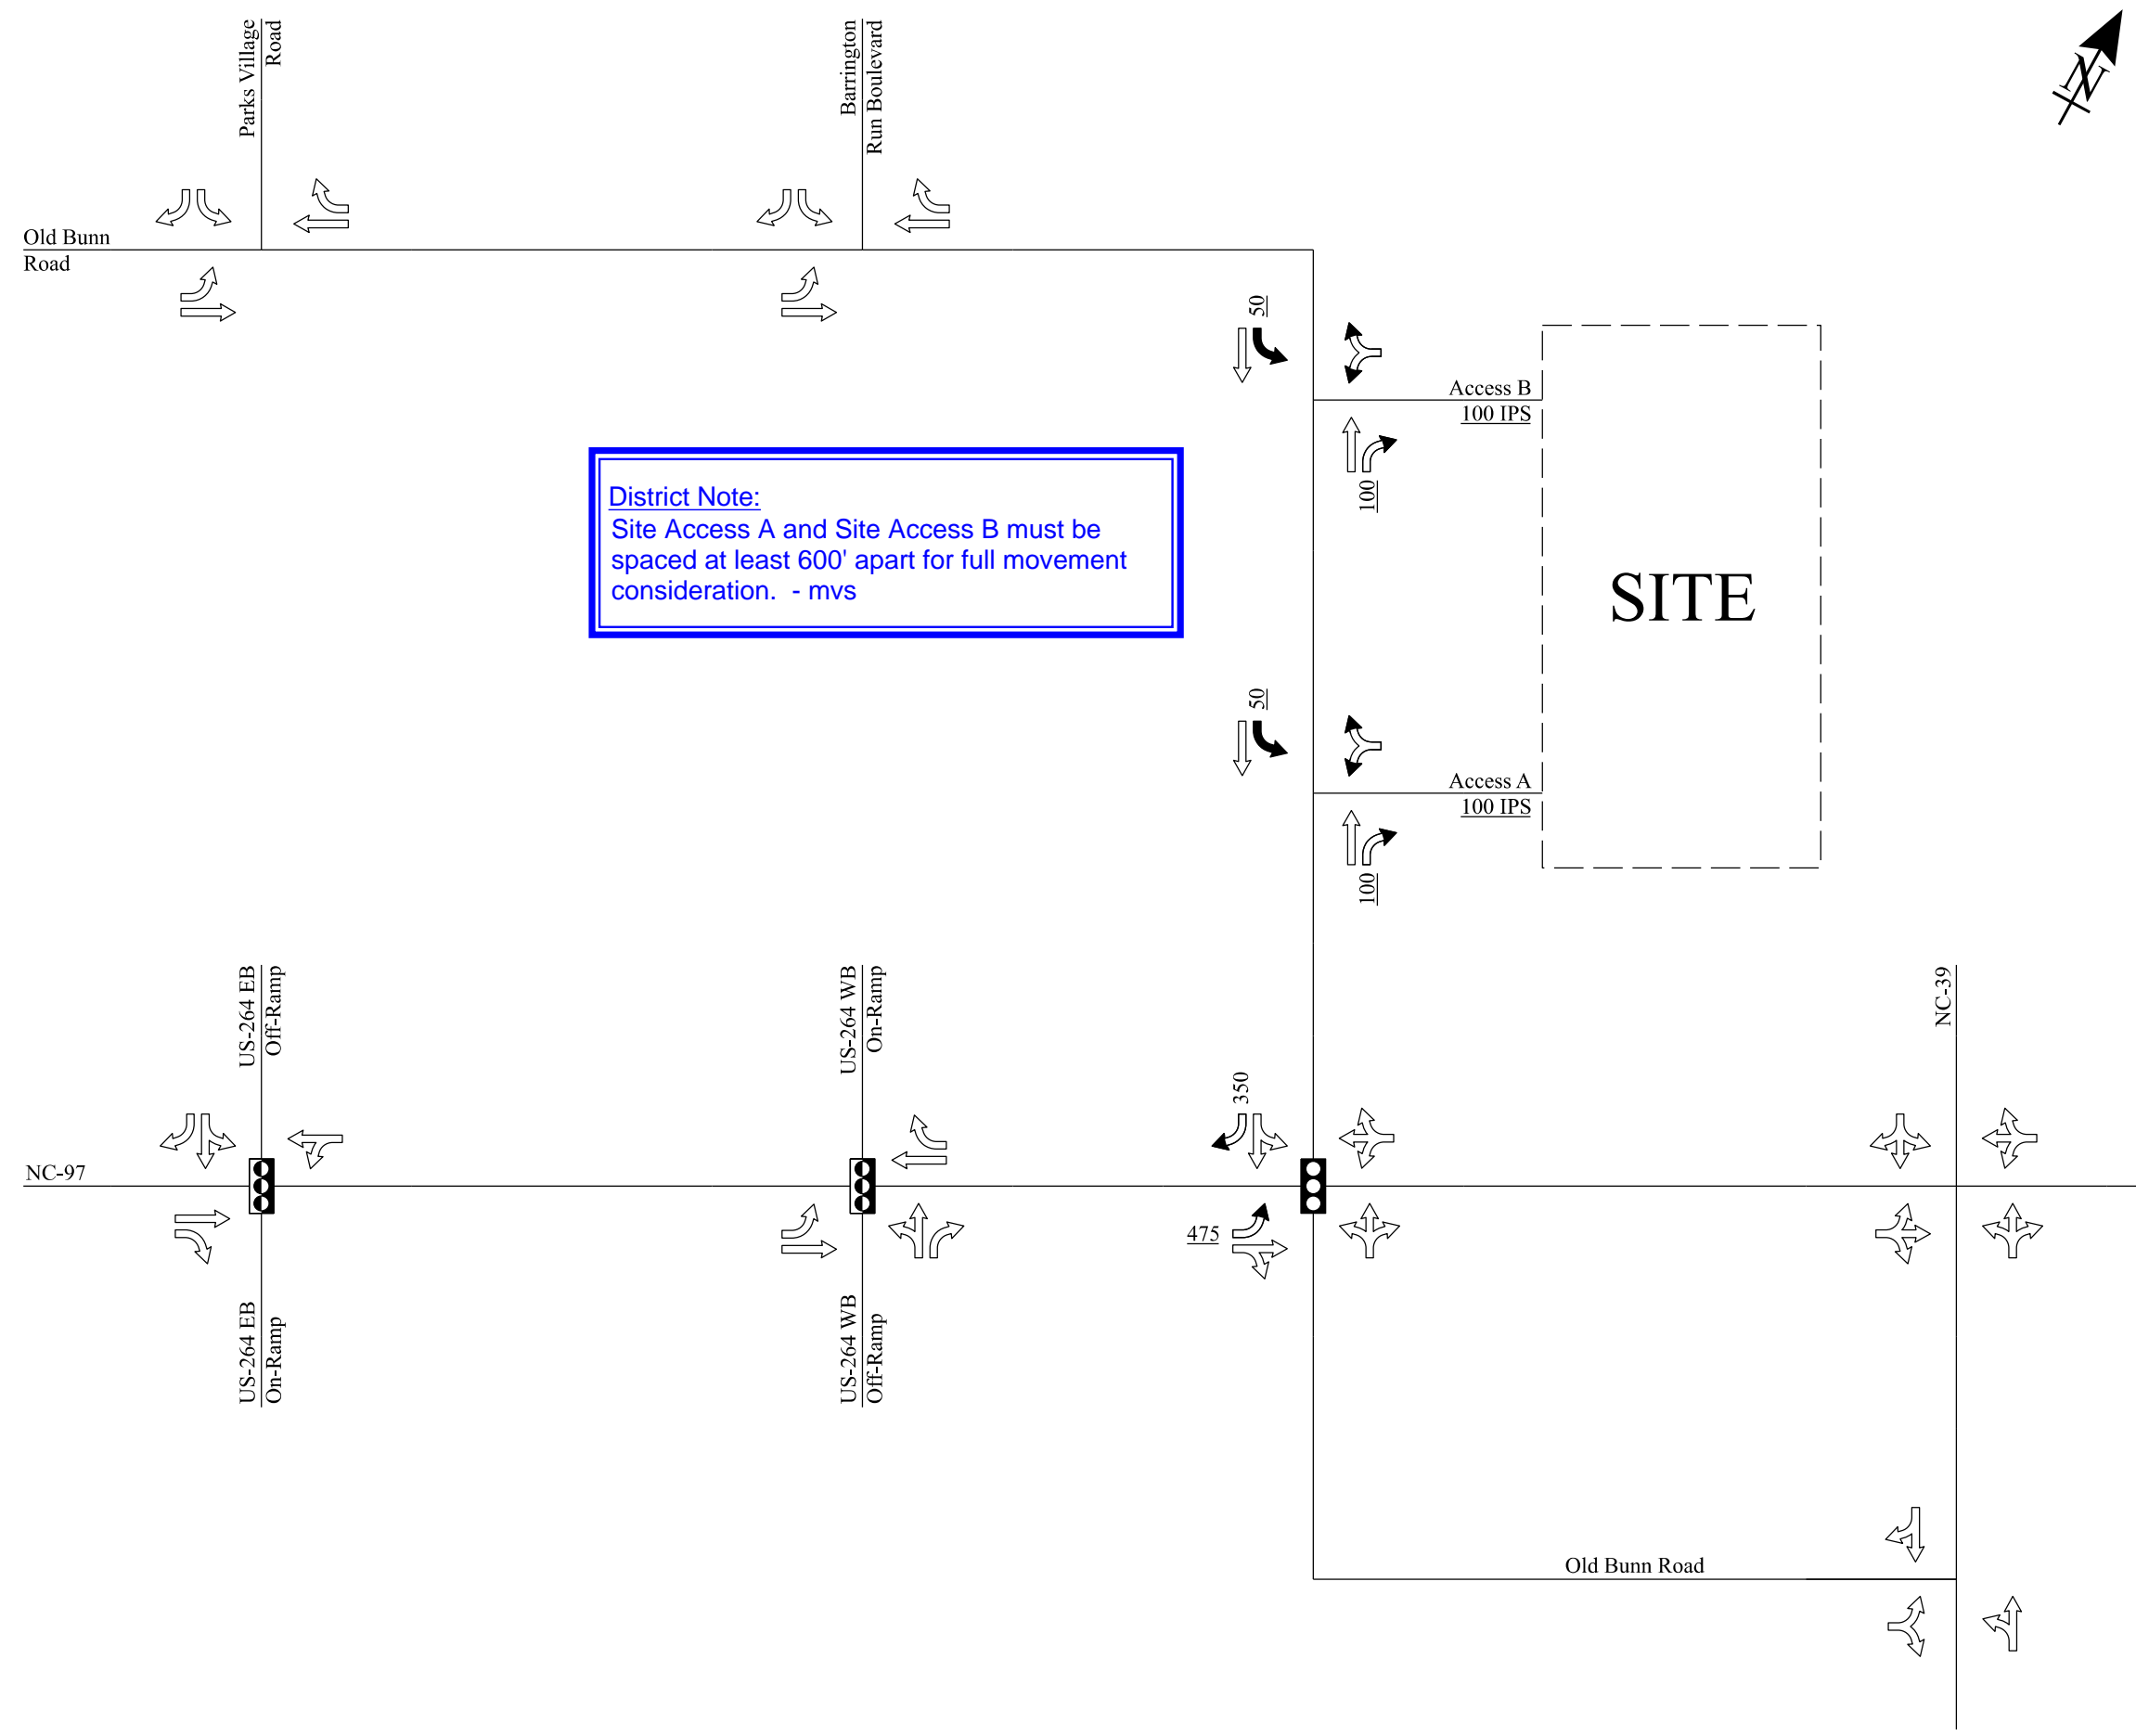 Parks Village
Road
Barrington
Run Boulevard
N
Old Bunn
Road
50
Access B
100 IPS
100
District Note:
Site Access A and Site Access B must be
spaced at least 600' apart for full movement
consideration.  - mvs
SITE
50
Access A
100 IPS
100
US-264 EB
Off-Ramp
US-264 WB
On-Ramp
NC-39
350
NC-97
475
US-264 EB
On-Ramp
US-264 WB
Off-Ramp
Old Bunn Road